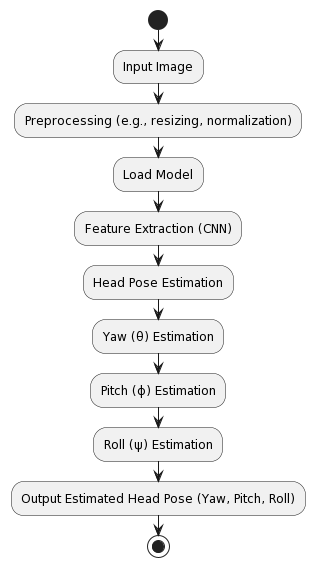 Input Image
Preprocessing (e.g., resizing, normalization)
Load Model
Feature Extraction (CNN)
Head Pose Estimation
Yaw (θ) Estimation
Pitch (ϕ) Estimation
Roll (ψ) Estimation
Output Estimated Head Pose (Yaw, Pitch, Roll)